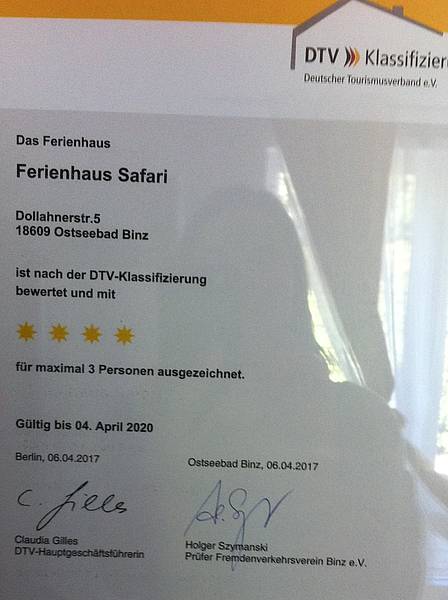 DTV Klassifizier
Deutscher Tourismusverband e.V.
Das Ferienhaus
Ferienhaus Safari
Dollahnerstr.5
18609 Ostseebad Binz
ist nach der DTV-Klassifizierung
bewertet und mit
für maximal 3 Personen ausgezeichnet.
Gültig bis 04. April 2020
Berlin, 06.04.2017
Ostseebad Binz, 06.04.2017
C. Gilles
Claudia Gilles
DTV-Hauptgeschäftsführerin
Holger Szymanski
Prüfer Fremdenverkehrsverein Binz e.V.